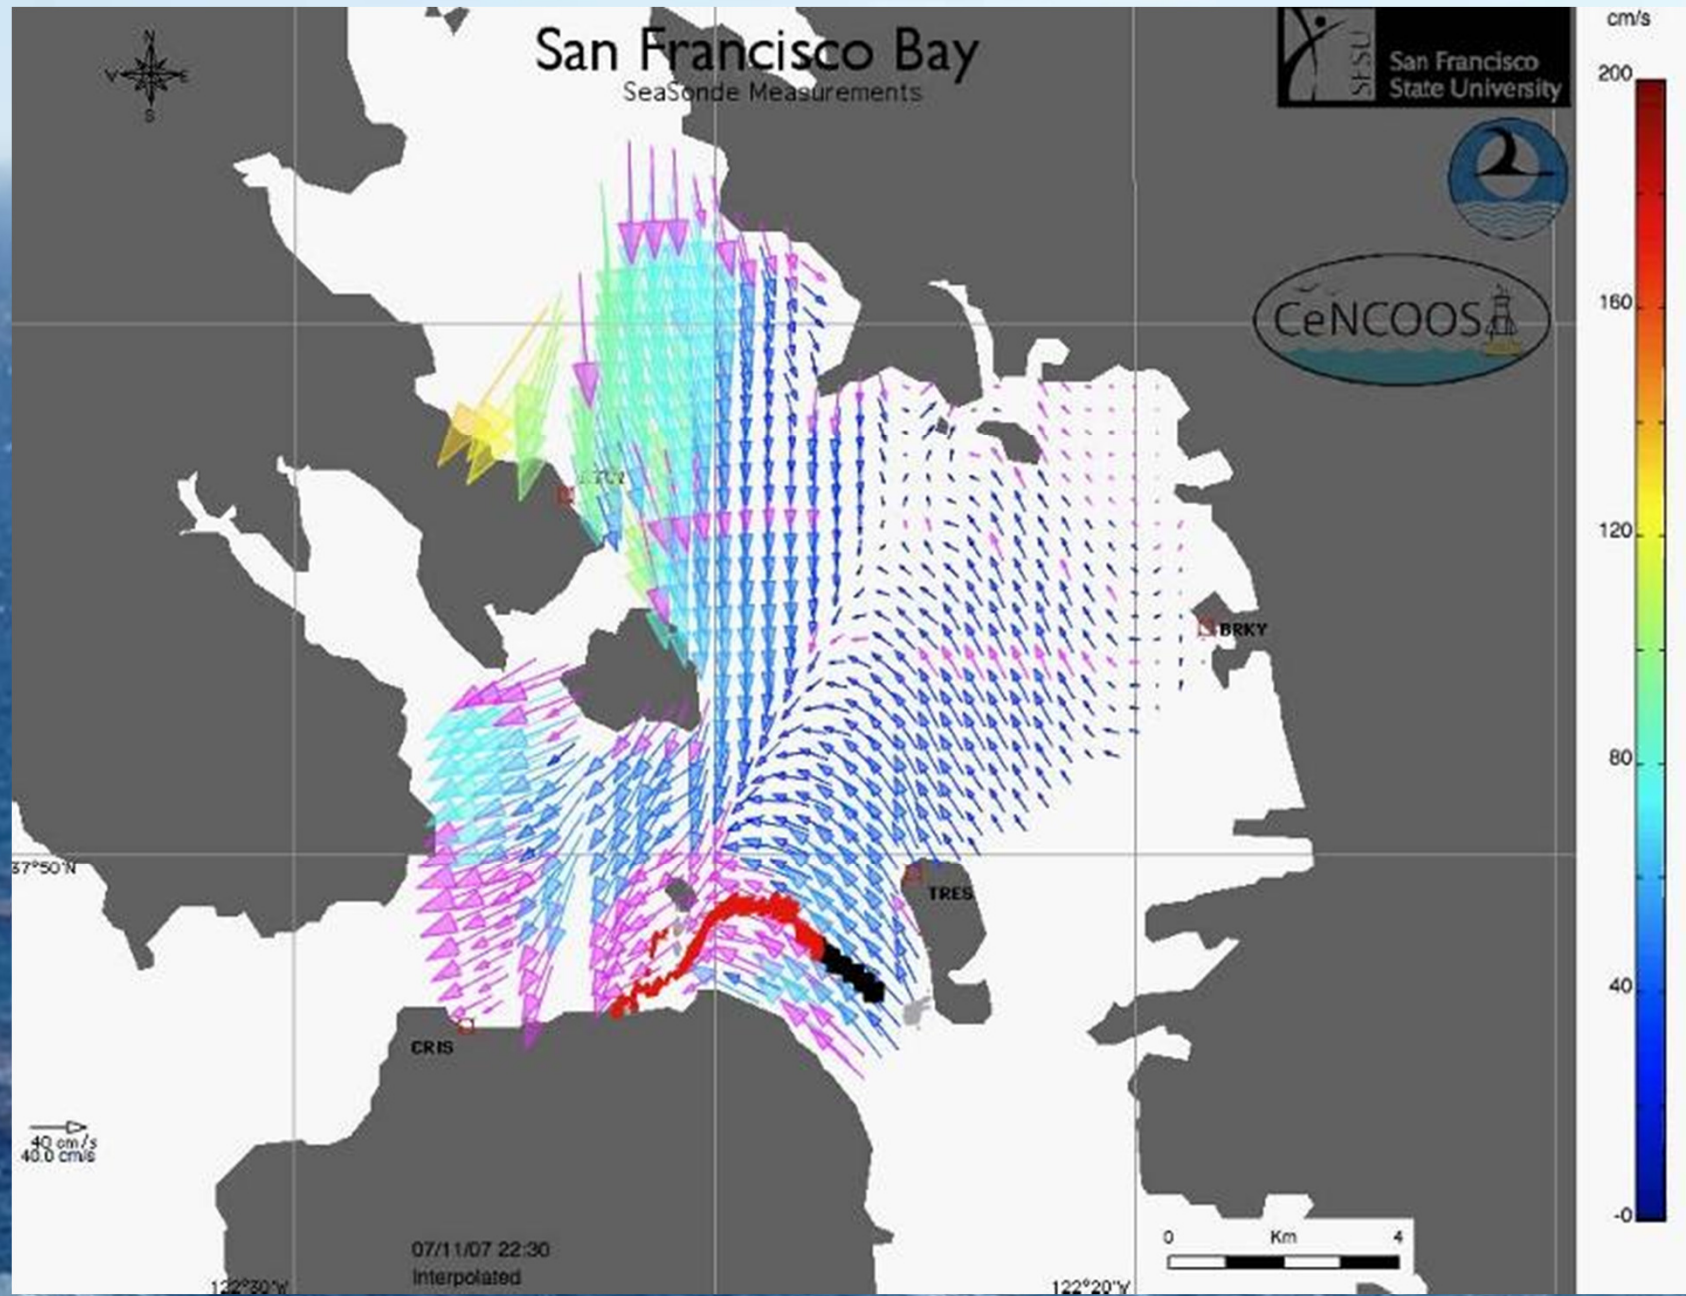 San Francisco Bay
SeaSonde Measurements
N
W
E
S
SFSU
San Francisco
State University
CeNCOOS
cm/s
200
160
120
80
40
-0
BRKY
TRES
CRIS
37°50'N
40 cm/s
40.0 cm/s
07/11/07 22:30
Interpolated
122°30'W
122°20'W
0 Km 4